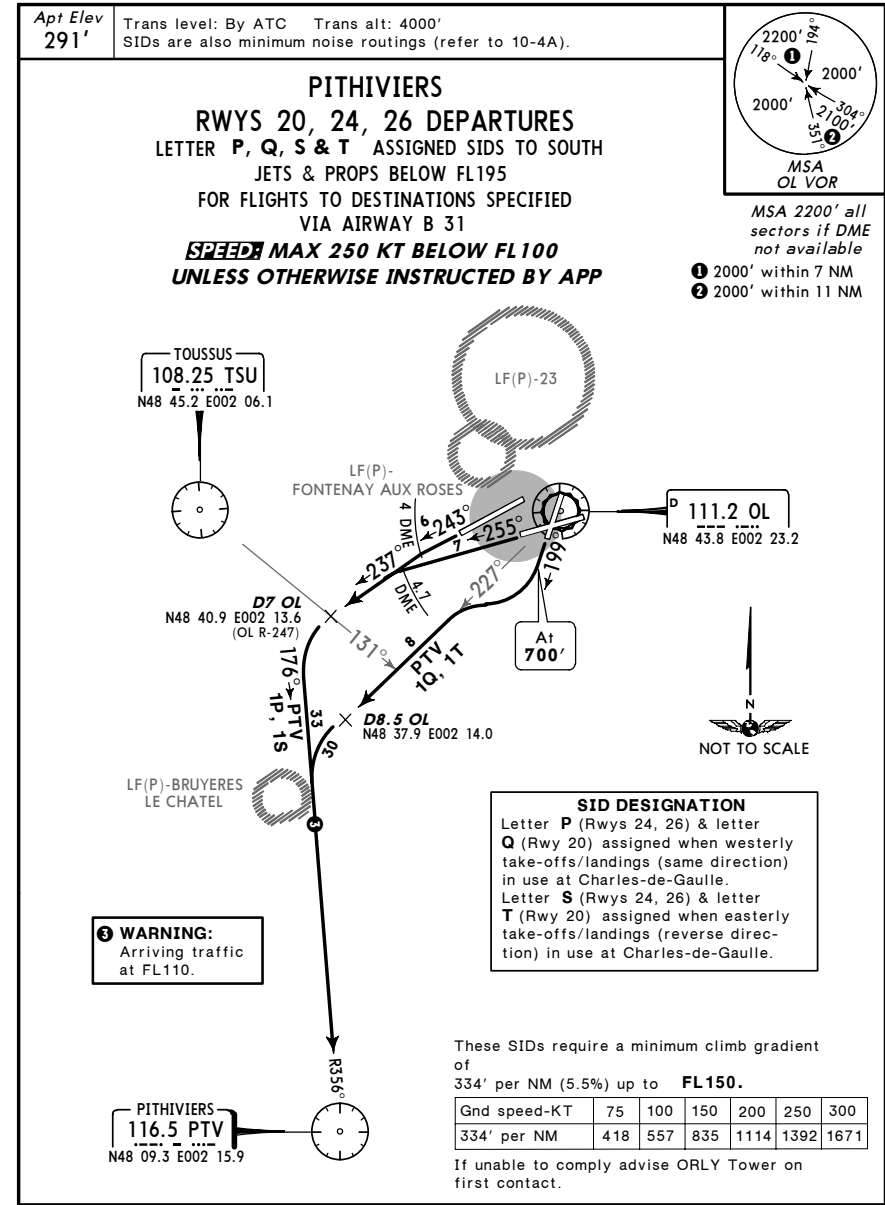 Apt Elev
291'
Trans level: By ATC Trans alt: 4000'
SIDs are also minimum noise routings (refer to 10-4A).
PITHIVIERS
RWYS 20, 24, 26 DEPARTURES
LETTER P, Q, S & T ASSIGNED SIDS TO SOUTH
JETS & PROPS BELOW FL195
FOR FLIGHTS TO DESTINATIONS SPECIFIED
VIA AIRWAY B 31
SPEED: MAX 250 KT BELOW FL100
UNLESS OTHERWISE INSTRUCTED BY APP
2200'
194°
118°
1
2000'
2000'
304°
2100'
351°
2
MSA
OL VOR
MSA 2200' all
sectors if DME
not available
1 2000' within 7 NM
2 2000' within 11 NM
TOUSSUS
108.25 TSU
N48 45.2 E002 06.1
LF(P)-23
LF(P)-
FONTENAY AUX ROSES
D
111.2 OL
N48 43.8 E002 23.2
4 DME
6
243°
7
255°
237°
4.7
DME
227°
199°
At
700'
D7 OL
N48 40.9 E002 13.6
(OL R-247)
131°
8
PTV
1Q, 1T
176°
PTV
1P, 1S
33
D8.5 OL
N48 37.9 E002 14.0
30
N
NOT TO SCALE
LF(P)-BRUYERES
LE CHATEL
3
SID DESIGNATION
Letter P (Rwys 24, 26) & letter
Q (Rwy 20) assigned when westerly
take-offs/landings (same direction)
in use at Charles-de-Gaulle.
Letter S (Rwys 24, 26) & letter
T (Rwy 20) assigned when easterly
take-offs/landings (reverse direc-
tion) in use at Charles-de-Gaulle.
3 WARNING:
Arriving traffic
at FL110.
R356°
PITHIVIERS
116.5 PTV
N48 09.3 E002 15.9
These SIDs require a minimum climb gradient
of
334' per NM (5.5%) up to FL150.
Gnd speed-KT 75 100 150 200 250 300
334' per NM 418 557 835 1114 1392 1671
If unable to comply advise ORLY Tower on
first contact.